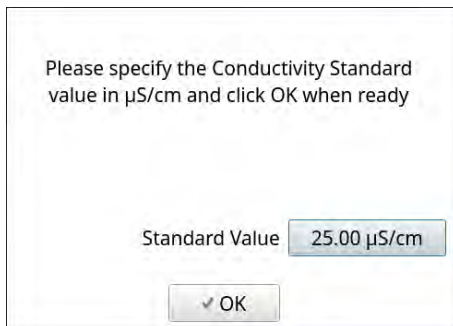 Please specify the Conductivity Standard
value in µS/cm and click OK when ready
Standard Value 25.00 µS/cm
OK